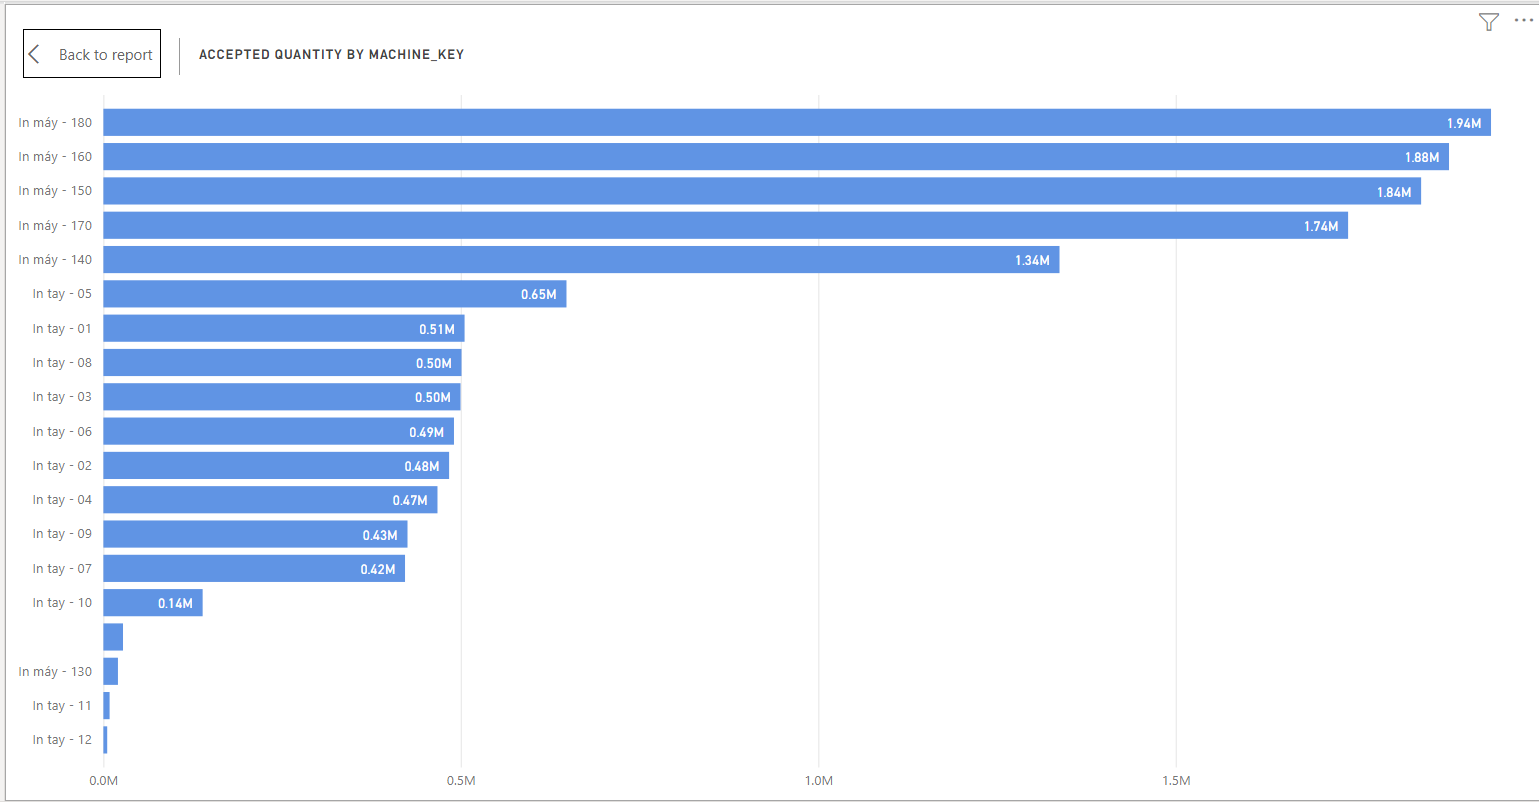 Back to report
ACCEPTED QUANTITY BY MACHINE_KEY
In máy - 180 1.94M
In máy - 160 1.88M
In máy - 150 1.84M
In máy - 170 1.74M
In máy - 140 1.34M
In tay - 05 0.65M
In tay - 01 0.51M
In tay - 08 0.50M
In tay - 03 0.50M
In tay - 06 0.49M
In tay - 02 0.48M
In tay - 04 0.47M
In tay - 09 0.43M
In tay - 07 0.42M
In tay - 10 0.14M
In máy - 130
In tay - 11
In tay - 12
0.0M 0.5M 1.0M 1.5M